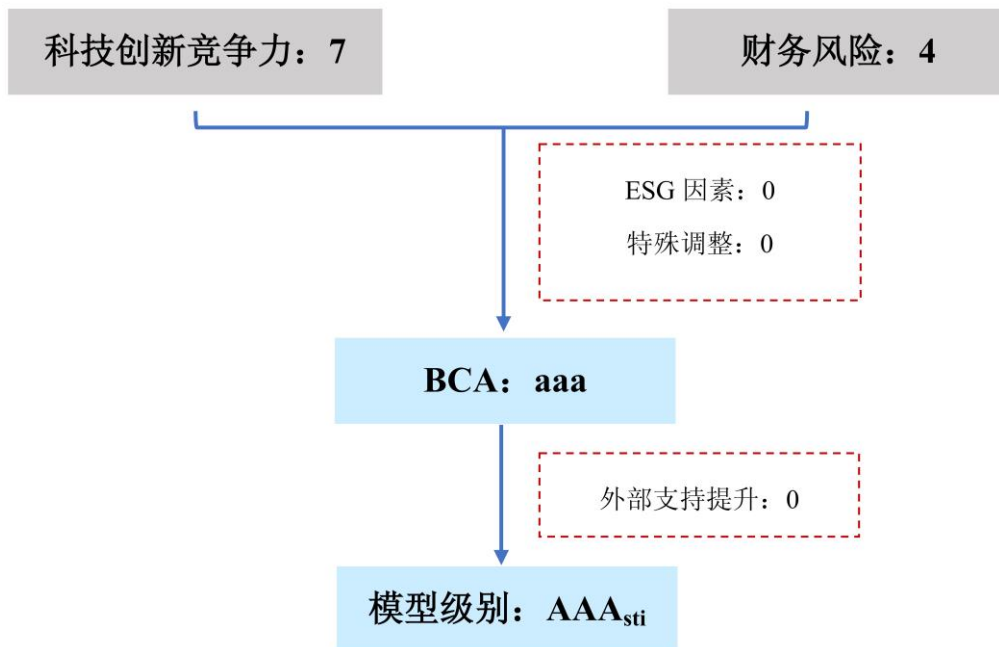 科技创新竞争力：7
财务风险：4
ESG 因素：0
特殊调整：0
BCA：aaa
外部支持提升：0
模型级别：AAAsti